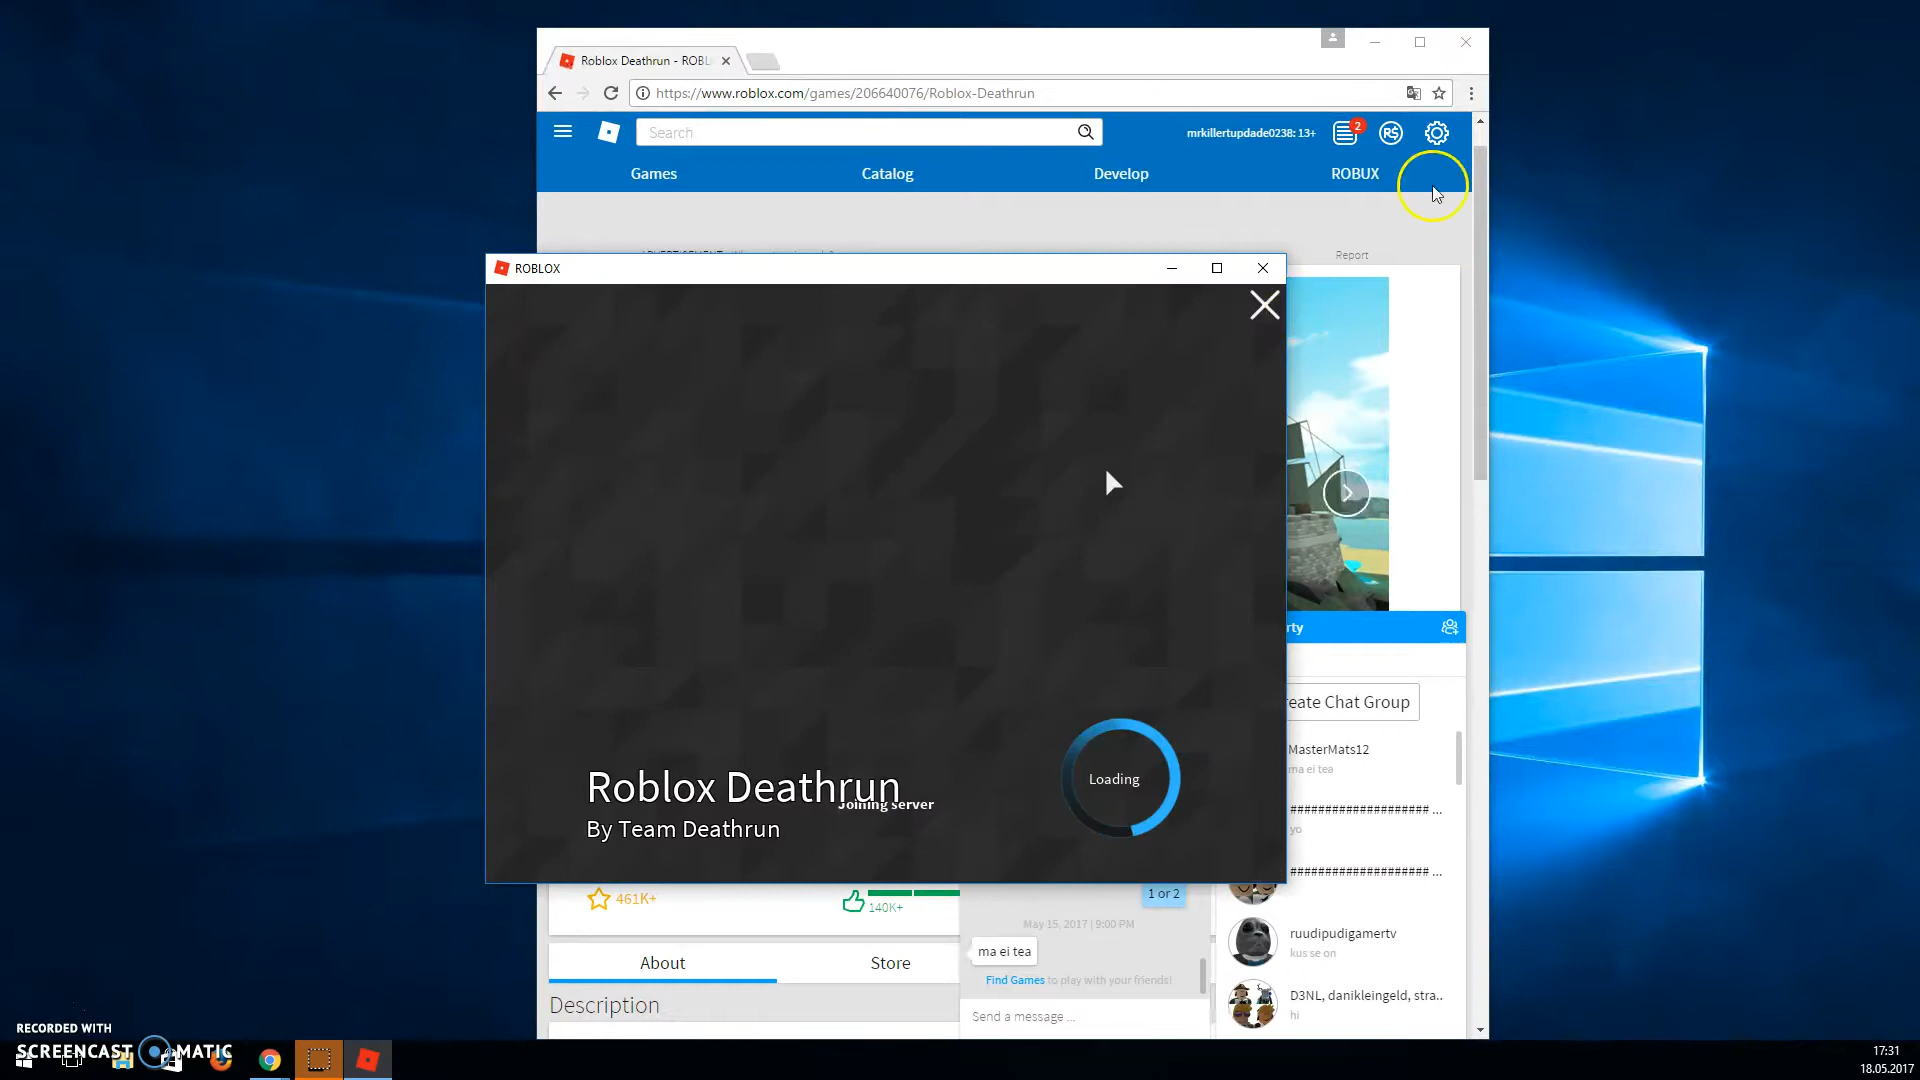 Roblox Deathrun - ROBL
https://www.roblox.com/games/206640076/Roblox-Deathrun
Search
mrkillertupdade0238: 13+
2
R$
Games
Catalog
Develop
ROBUX
Report
ROBLOX
Roblox Deathrun
Joining server
By Team Deathrun
Loading
rty
reate Chat Group
MasterMats12
ma ei tea
#################### ...
yo
#################### ...
461K+
140K+
1 or 2
May 15, 2017 | 9:00 PM
ma ei tea
Find Games to play with your friends!
Send a message ...
ruudipudigamertv
kus se on
D3NL, danikleingeld, stra..
hi
About
Store
Description
RECORDED WITH
SCREENCAST MATIC
17:31
18.05.2017